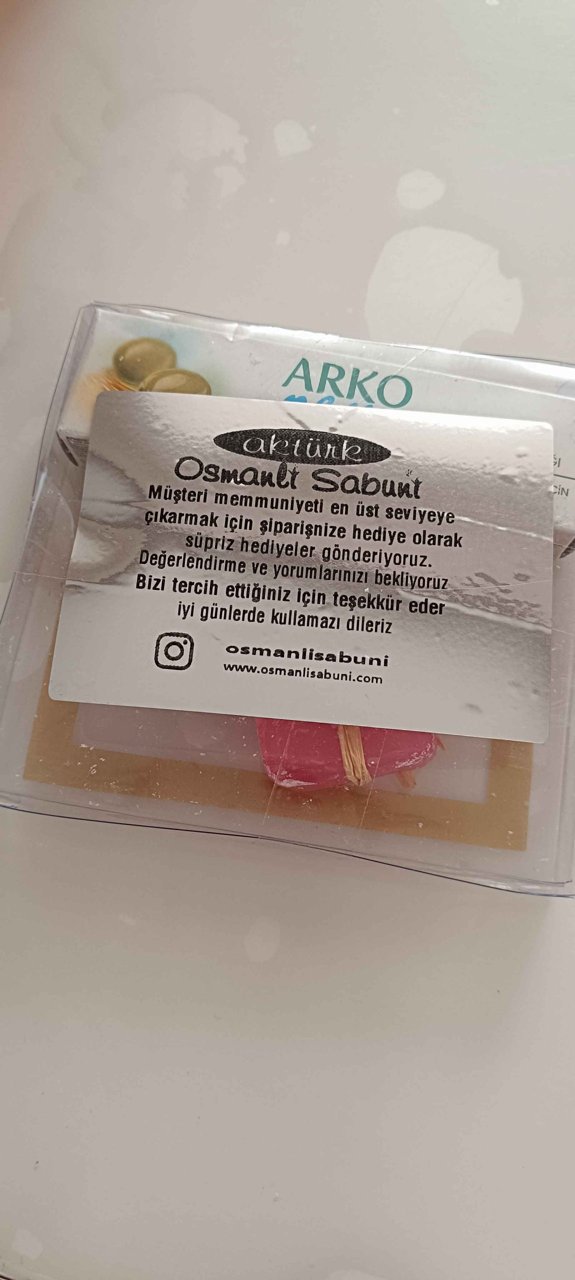 ARKO
aktürk
Osmanlı Sabunı
Müşteri memmuniyeti en üst seviyeye
çıkarmak için şiparişnize hediye olarak
süpriz hediyeler gönderiyoruz.
Değerlendirme ve yorumlarınızı bekliyoruz
Bizi tercih ettiğiniz için teşekkür eder
iyi günlerde kullamazı dileriz
osmanlisabuni
www.osmanlisabuni.com